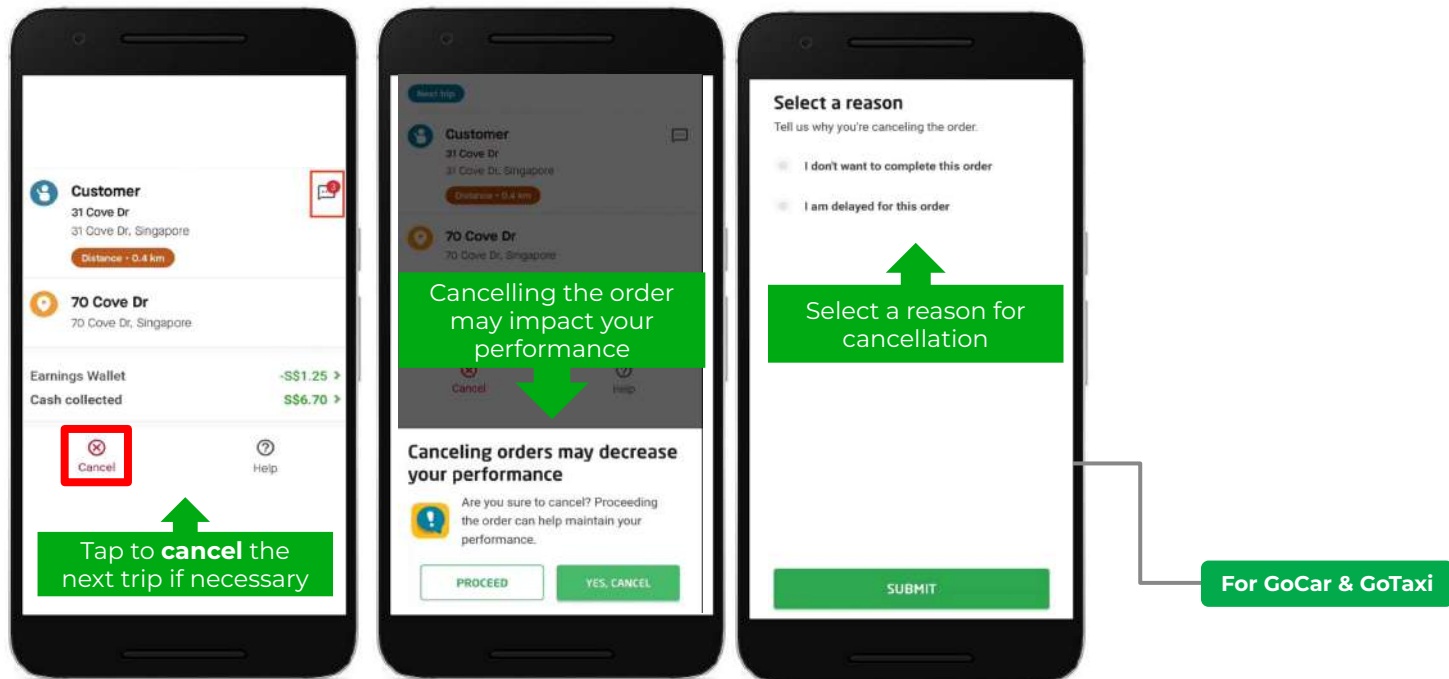 Customer
3
31 Cove Dr
31 Cove Dr, Singapore
Distance • 0.4 km
70 Cove Dr
70 Cove Dr, Singapore
Earnings Wallet -S$1.25 >
Cash collected S$6.70 >
Cancel Help
Tap to cancel the
next trip if necessary
Next trip
Customer
31 Cove Dr
31 Cove Dr, Singapore
Distance • 0.4 km
70 Cove Dr
70 Cove Dr, Singapore
Cancelling the order
may impact your
performance
Cancel Help
Canceling orders may decrease
your performance
Are you sure to cancel? Proceeding
the order can help maintain your
performance.
PROCEED YES, CANCEL
Select a reason
Tell us why you're canceling the order.
I don't want to complete this order
I am delayed for this order
Select a reason for
cancellation
SUBMIT
For GoCar & GoTaxi